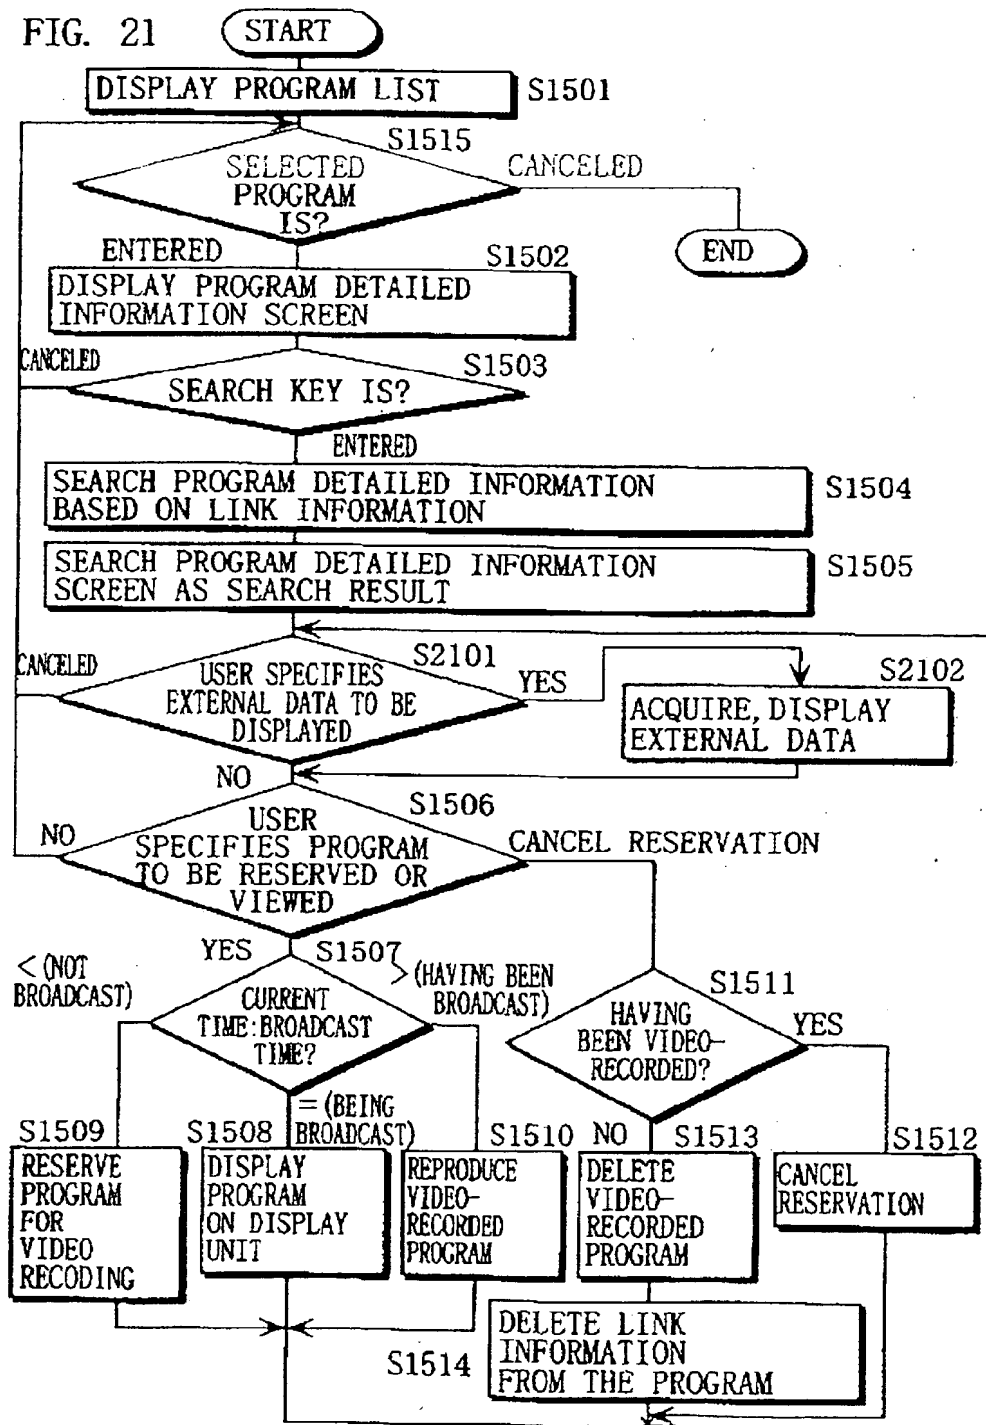 FIG. 21
START
DISPLAY PROGRAM LIST
S1501
S1515
SELECTED
PROGRAM
IS?
CANCELED
END
ENTERED
S1502
DISPLAY PROGRAM DETAILED
INFORMATION SCREEN
CANCELED
S1503
SEARCH KEY IS?
ENTERED
SEARCH PROGRAM DETAILED INFORMATION
BASED ON LINK INFORMATION
S1504
SEARCH PROGRAM DETAILED INFORMATION
SCREEN AS SEARCH RESULT
S1505
CANCELED
S2101
USER SPECIFIES
EXTERNAL DATA TO BE
DISPLAYED
YES
S2102
ACQUIRE, DISPLAY
EXTERNAL DATA
NO
S1506
NO
USER
SPECIFIES PROGRAM
TO BE RESERVED OR
VIEWED
CANCEL RESERVATION
YES
S1507
< (NOT
BROADCAST)
CURRENT
TIME:BROADCAST
TIME?
> (HAVING BEEN
BROADCAST)
= (BEING
BROADCAST)
S1511
HAVING
BEEN VIDEO-
RECORDED?
YES
NO
S1509
RESERVE
PROGRAM
FOR
VIDEO
RECODING
S1508
DISPLAY
PROGRAM
ON DISPLAY
UNIT
S1510
REPRODUCE
VIDEO-
RECORDED
PROGRAM
S1513
DELETE
VIDEO-
RECORDED
PROGRAM
S1512
CANCEL
RESERVATION
S1514
DELETE LINK
INFORMATION
FROM THE PROGRAM